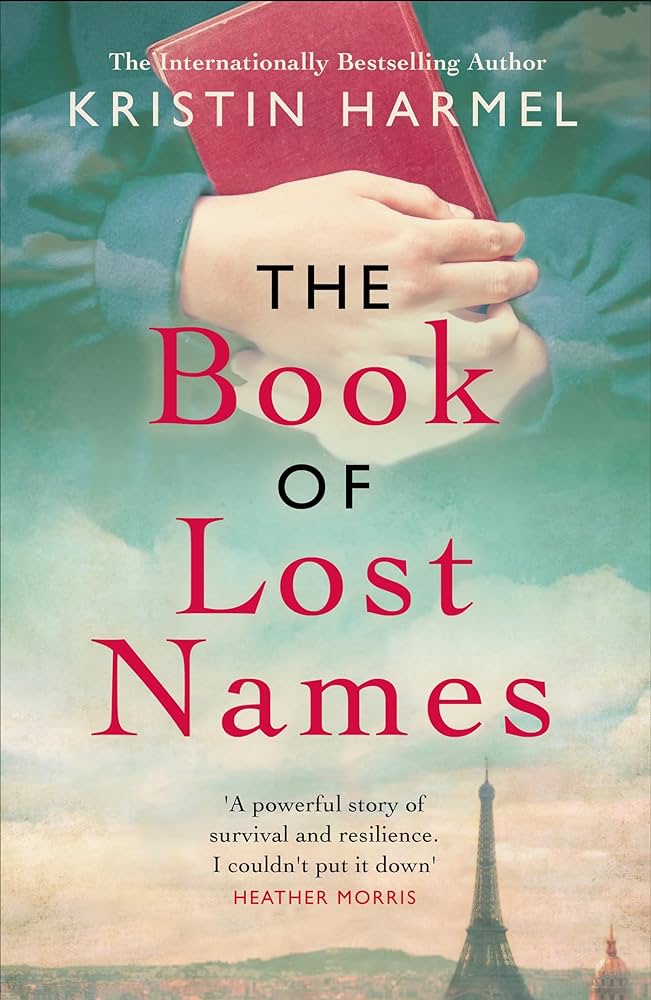 The Internationally Bestselling Author
KRISTIN HARMEL
THE
Book
OF
Lost
Names
'A powerful story of
survival and resilience.
I couldn't put it down'
HEATHER MORRIS